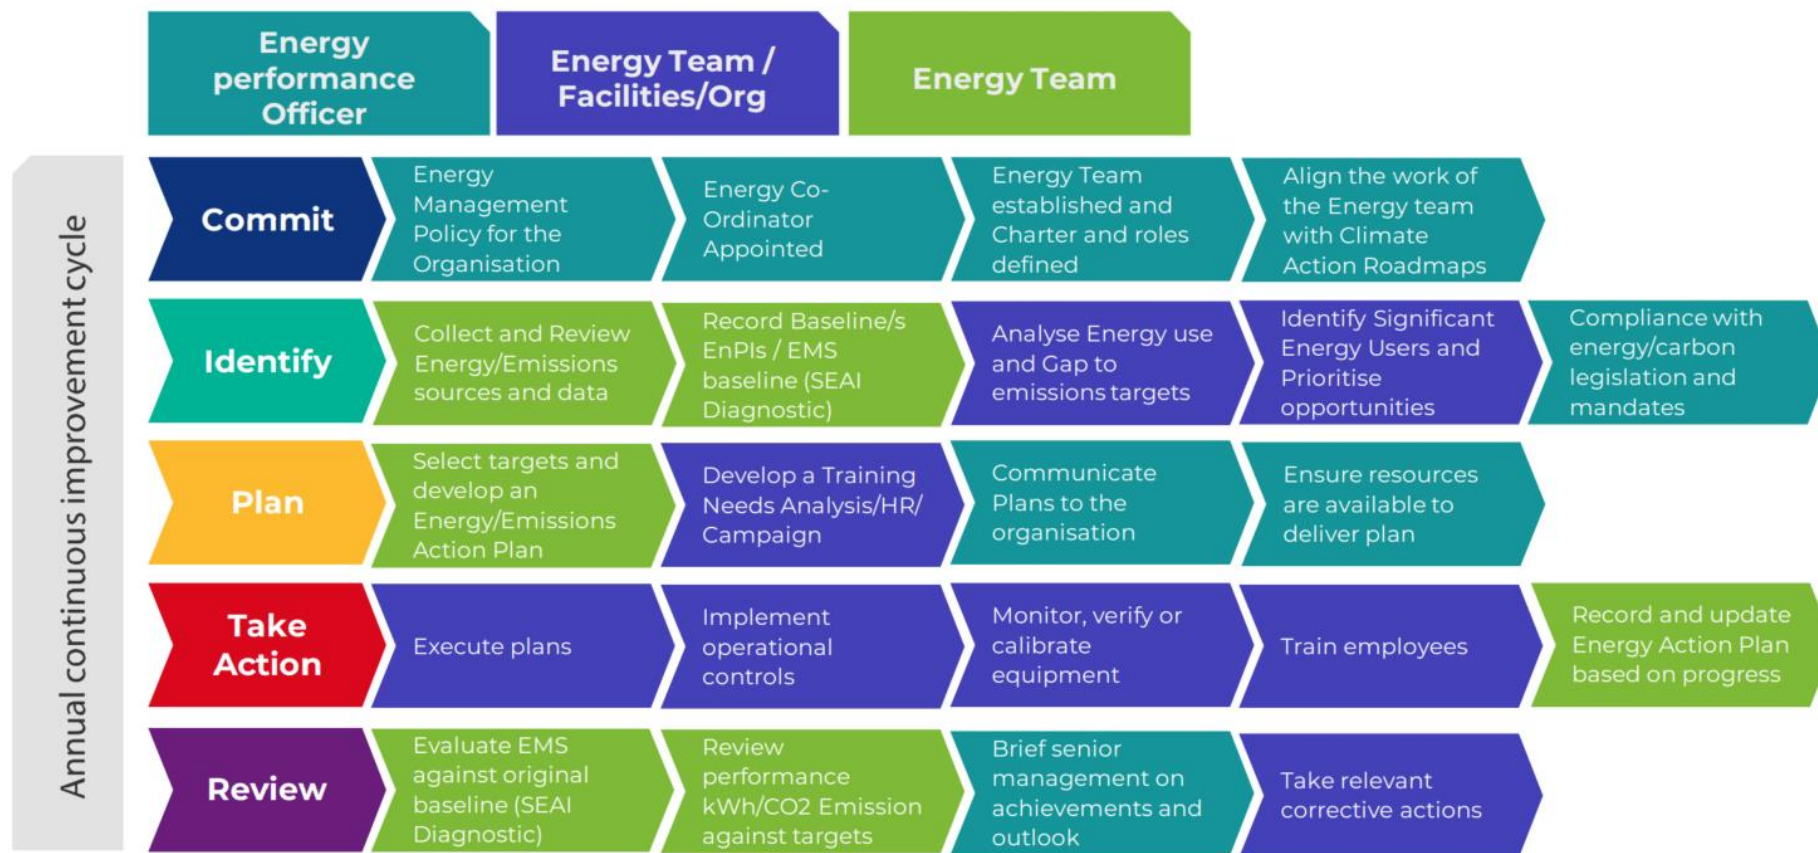 Energy
performance
Officer
Energy Team /
Facilities/Org
Energy Team
Annual continuous improvement cycle
Commit
Energy
Management
Policy for the
Organisation
Energy Co-
Ordinator
Appointed
Energy Team
established and
Charter and roles
defined
Align the work of
the Energy team
with Climate
Action Roadmaps
Identify
Collect and Review
Energy/Emissions
sources and data
Record Baseline/s
EnPIs / EMS
baseline (SEAI
Diagnostic)
Analyse Energy use
and Gap to
emissions targets
Identify Significant
Energy Users and
Prioritise
opportunities
Compliance with
energy/carbon
legislation and
mandates
Plan
Select targets and
develop an
Energy/Emissions
Action Plan
Develop a Training
Needs Analysis/HR/
Campaign
Communicate
Plans to the
organisation
Ensure resources
are available to
deliver plan
Take
Action
Execute plans
Implement
operational
controls
Monitor, verify or
calibrate
equipment
Train employees
Record and update
Energy Action Plan
based on progress
Review
Evaluate EMS
against original
baseline (SEAI
Diagnostic)
Review
performance
kWh/CO2 Emission
against targets
Brief senior
management on
achievements and
outlook
Take relevant
corrective actions